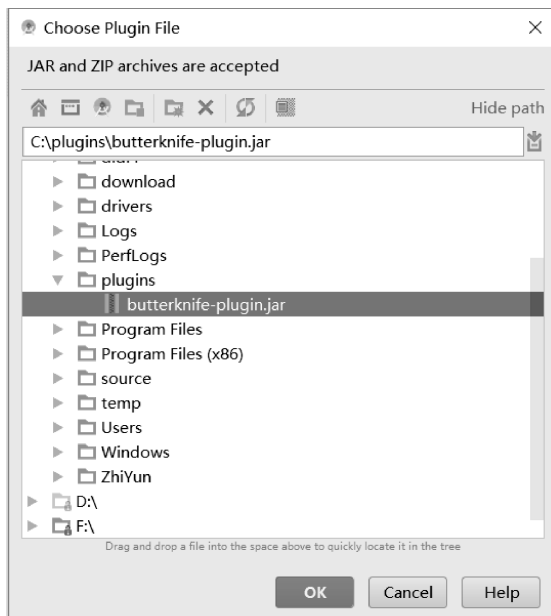 Choose Plugin File
JAR and ZIP archives are accepted
Hide path
C:\plugins\butterknife-plugin.jar
download
drivers
Logs
PerfLogs
plugins
butterknife-plugin.jar
Program Files
Program Files (x86)
source
temp
Users
Windows
ZhiYun
D:\
F:\
Drag and drop a file into the space above to quickly locate it in the tree
OK Cancel Help